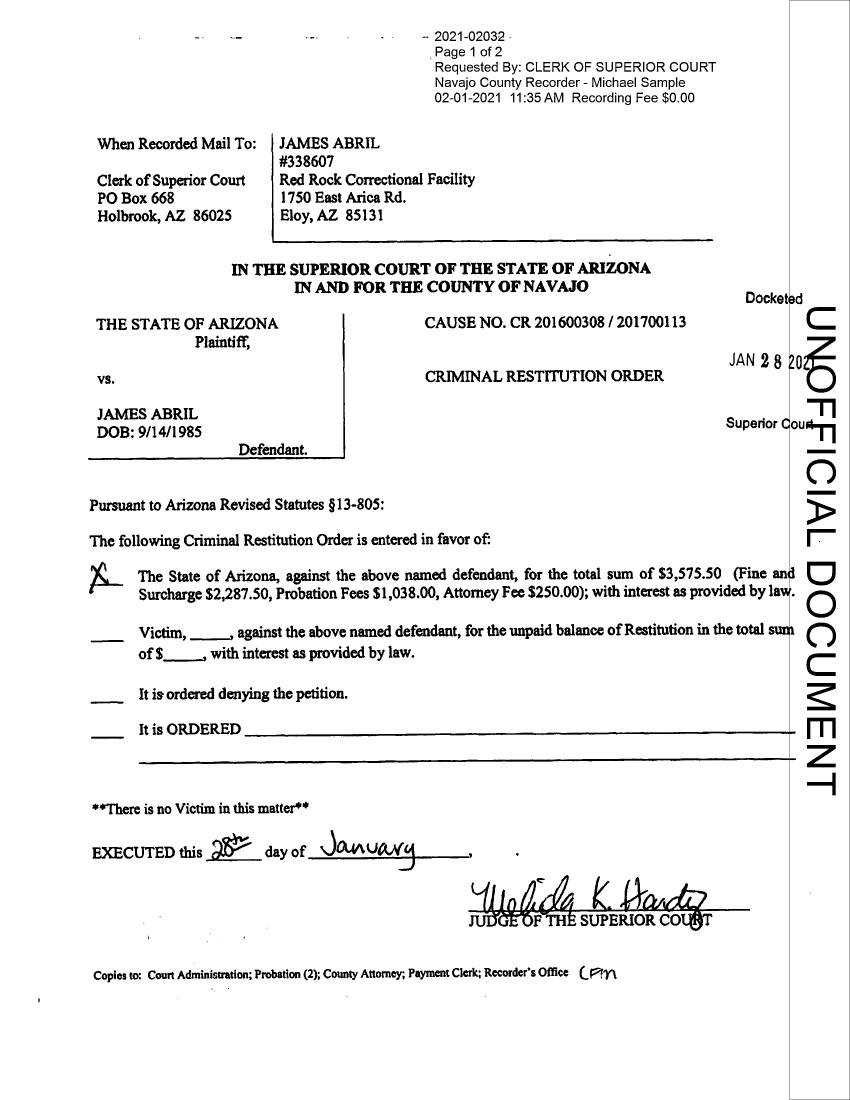 2021-02032
Page 1 of 2
Requested By: CLERK OF SUPERIOR COURT
Navajo County Recorder - Michael Sample
02-01-2021 11:35 AM Recording Fee $0.00
When Recorded Mail To:
Clerk of Superior Court
PO Box 668
Holbrook, AZ 86025
JAMES ABRIL
#338607
Red Rock Correctional Facility
1750 East Arica Rd.
Eloy, AZ 85131
IN THE SUPERIOR COURT OF THE STATE OF ARIZONA
IN AND FOR THE COUNTY OF NAVAJO
Docketed
JAN 28 2021
Superior Court
THE STATE OF ARIZONA
Plaintiff,
vs.
JAMES ABRIL
DOB: 9/14/1985
Defendant.
CAUSE NO. CR 201600308 / 201700113
CRIMINAL RESTITUTION ORDER
Pursuant to Arizona Revised Statutes §13-805:
The following Criminal Restitution Order is entered in favor of:
X The State of Arizona, against the above named defendant, for the total sum of $3,575.50 (Fine and
Surcharge $2,287.50, Probation Fees $1,038.00, Attorney Fee $250.00); with interest as provided by law.
____ Victim, _____, against the above named defendant, for the unpaid balance of Restitution in the total sum
of $_____, with interest as provided by law.
____ It is ordered denying the petition.
____ It is ORDERED ____
**There is no Victim in this matter**
EXECUTED this 28th day of January,
Melinda K. Hardy
JUDGE OF THE SUPERIOR COURT
Copies to: Court Administration; Probation (2); County Attorney; Payment Clerk; Recorder's Office
UNOFFICIAL DOCUMENT